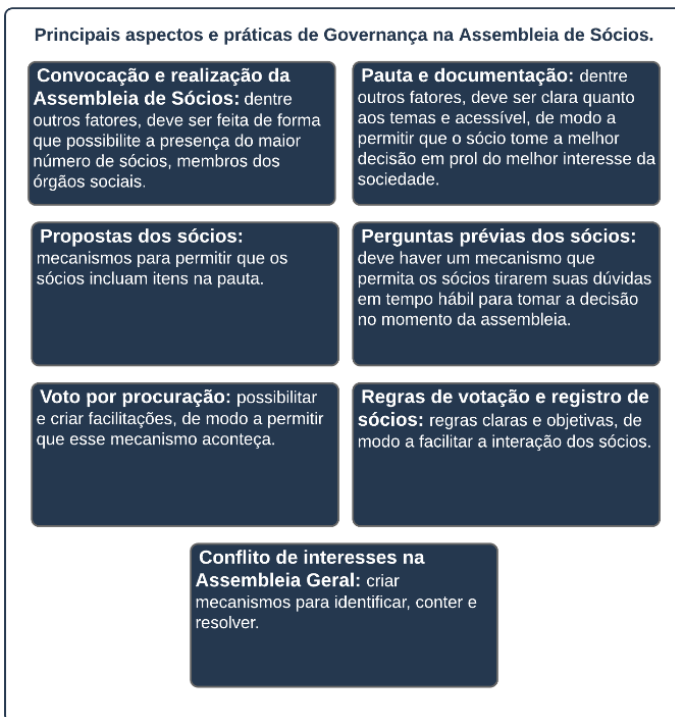 Principais aspectos e práticas de Governança na Assembleia de Sócios.
Convocação e realização da
Assembleia de Sócios: dentre
outros fatores, deve ser feita de forma
que possibilite a presença do maior
número de sócios, membros dos
órgãos sociais.
Pauta e documentação: dentre
outros fatores, deve ser clara quanto
aos temas e acessível, de modo a
permitir que o sócio tome a melhor
decisão em prol do melhor interesse da
sociedade.
Propostas dos sócios:
mecanismos para permitir que os
sócios incluam itens na pauta.
Perguntas prévias dos sócios:
deve haver um mecanismo que
permita os sócios tirarem suas dúvidas
em tempo hábil para tomar a decisão
no momento da assembleia.
Voto por procuração: possibilitar
e criar facilitações, de modo a permitir
que esse mecanismo aconteça.
Regras de votação e registro de
sócios: regras claras e objetivas, de
modo a facilitar a interação dos sócios.
Conflito de interesses na
Assembleia Geral: criar
mecanismos para identificar, conter e
resolver.